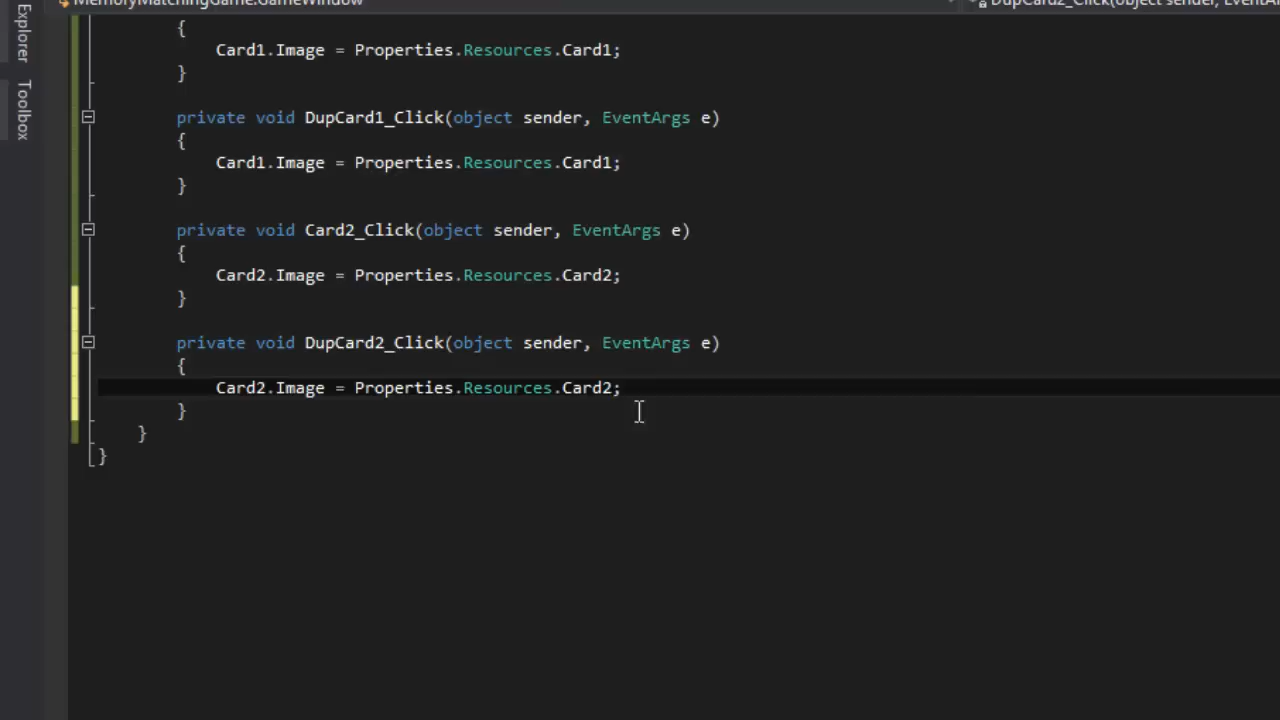 MemoryMatchingGame.GameWindow
DupCard2_Click(object sender, EventAr
Explorer
Toolbox
{
Card1.Image = Properties.Resources.Card1;
}
private void DupCard1_Click(object sender, EventArgs e)
{
Card1.Image = Properties.Resources.Card1;
}
private void Card2_Click(object sender, EventArgs e)
{
Card2.Image = Properties.Resources.Card2;
}
private void DupCard2_Click(object sender, EventArgs e)
{
Card2.Image = Properties.Resources.Card2;
}
}
}